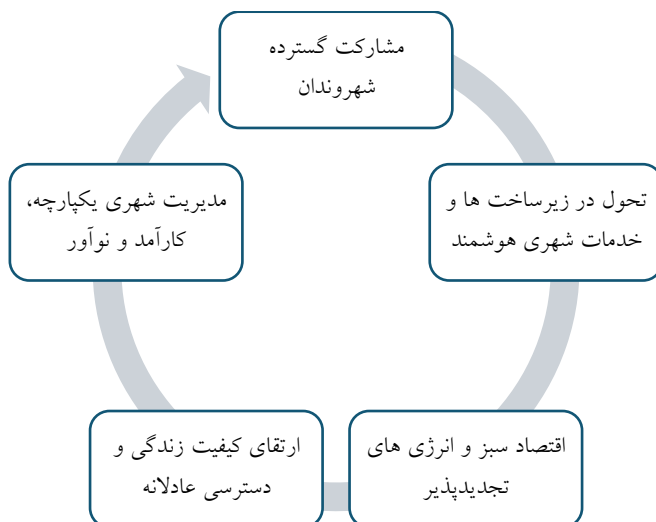 مشارکت گسترده
شهروندان
تحول در زیرساخت ها و
خدمات شهری هوشمند
اقتصاد سبز و انرژی های
تجدیدپذیر
ارتقای کیفیت زندگی و
دسترسی عادلانه
مدیریت شهری یکپارچه،
کارآمد و نوآور